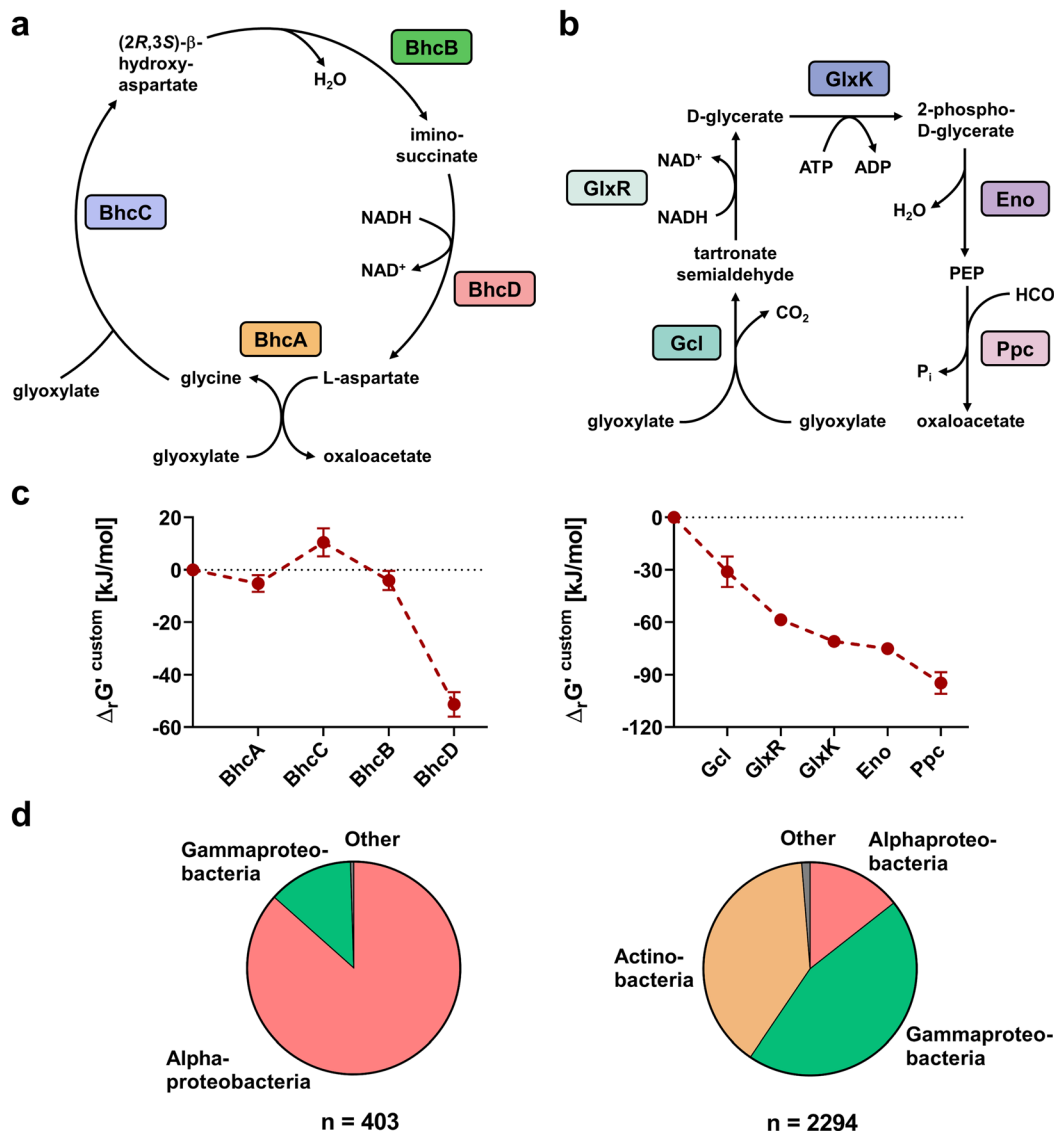 a
(2R,3S)-β-
hydroxy-
aspartate
BhcB
H₂O
imino-
succinate
BhcC
NADH
NAD⁺
BhcD
BhcA
glyoxylate
glycine
L-aspartate
glyoxylate
oxaloacetate
b
GlxK
D-glycerate
2-phospho-
D-glycerate
ATP
ADP
NAD⁺
GlxR
NADH
H₂O
Eno
tartronate
semialdehyde
PEP
HCO
CO₂
Gcl
Ppc
Pᵢ
glyoxylate
glyoxylate
oxaloacetate
c
ΔᵣG' custom [kJ/mol]
20
0
-20
-40
-60
BhcA
BhcC
BhcB
BhcD
ΔᵣG' custom [kJ/mol]
0
-30
-60
-90
-120
Gcl
GlxR
GlxK
Eno
Ppc
d
Other
Gammaproteo-
bacteria
Alpha-
proteobacteria
n = 403
Other
Alphaproteo-
bacteria
Actino-
bacteria
Gammaproteo-
bacteria
n = 2294